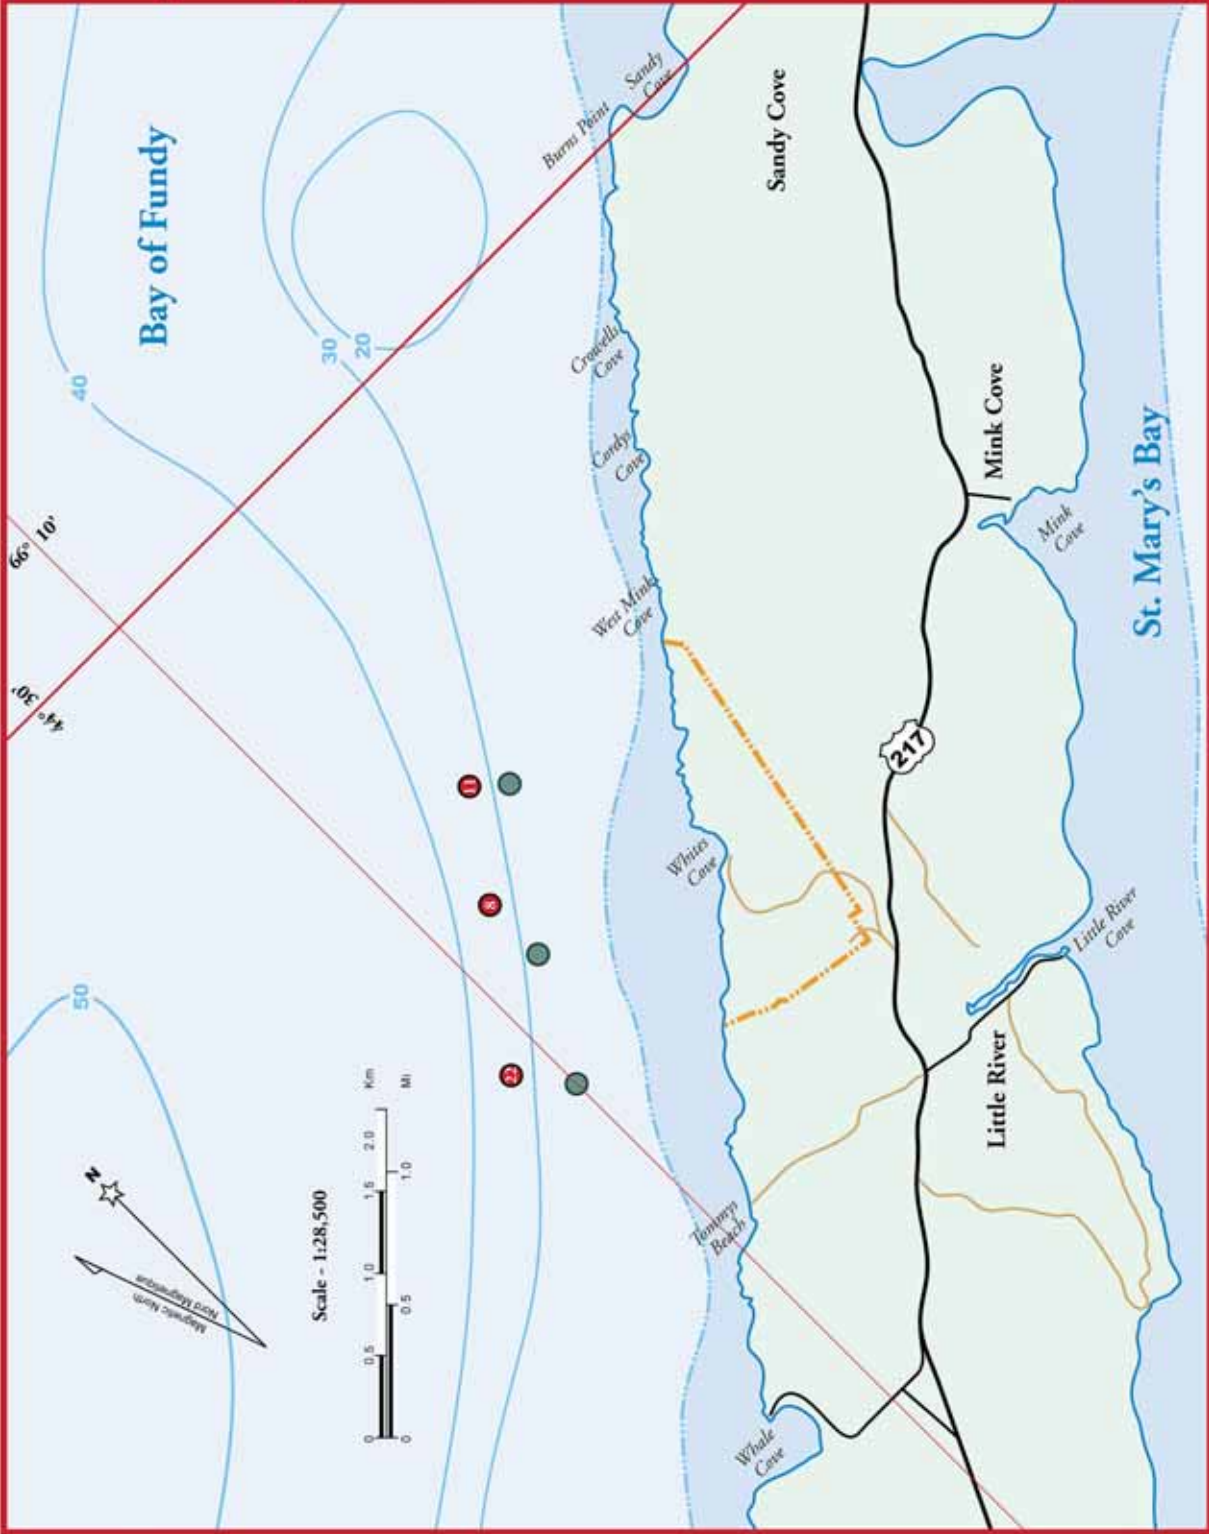 Bay of Fundy
40
30
20
50
66° 10'
44° 30'
Burns Point
Sandy
Cove
Sandy Cove
Crowells
Cove
Cordys
Cove
West Mink
Cove
Mink Cove
Mink
Cove
St. Mary's Bay
217
Whites
Cove
11
8
22
Little River
Cove
Little River
Tommys
Beach
Whale
Cove
N
Magnetic North
Nord Magnetique
Scale - 1:28,500
0 0.5 1.0 1.5 2.0 Km
0 0.5 1.0 Mi